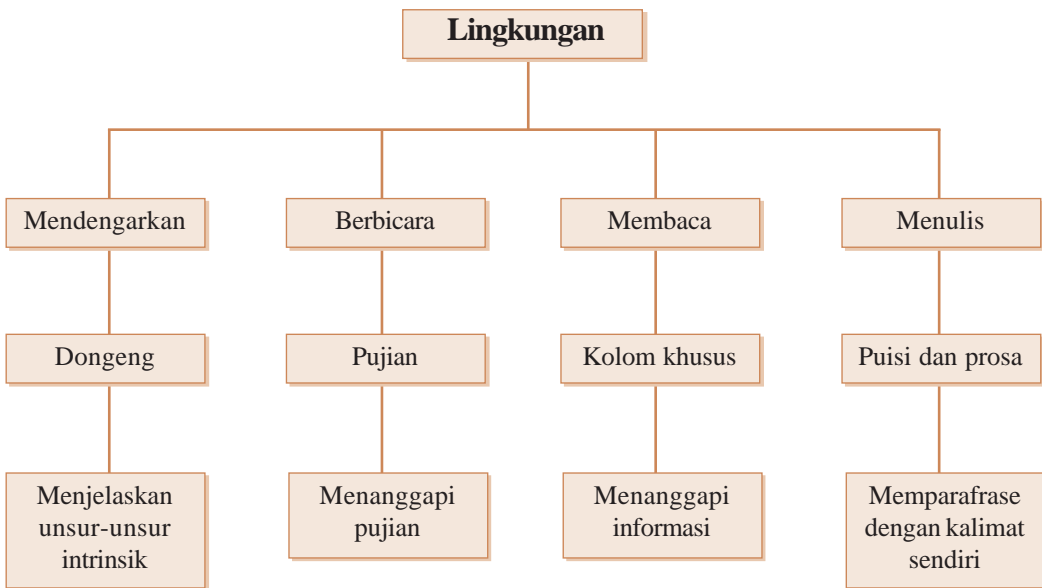 Lingkungan
Mendengarkan
Berbicara
Membaca
Menulis
Dongeng
Pujian
Kolom khusus
Puisi dan prosa
Menjelaskan
unsur-unsur
intrinsik
Menanggapi
pujian
Menanggapi
informasi
Memparafrase
dengan kalimat
sendiri